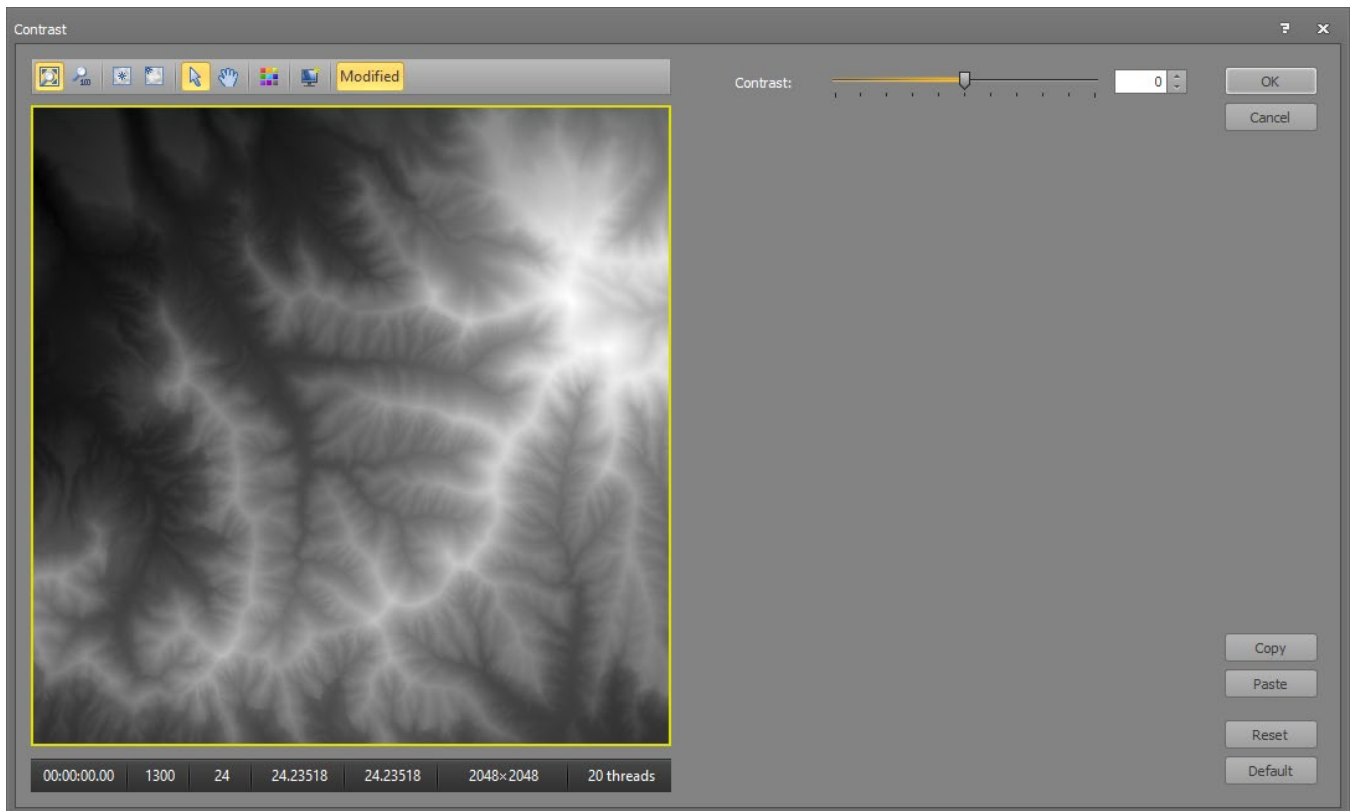 Contrast
Modified
Contrast: 0
OK
Cancel
Copy
Paste
Reset
Default
00:00:00.00 1300 24 24.23518 24.23518 2048×2048 20 threads